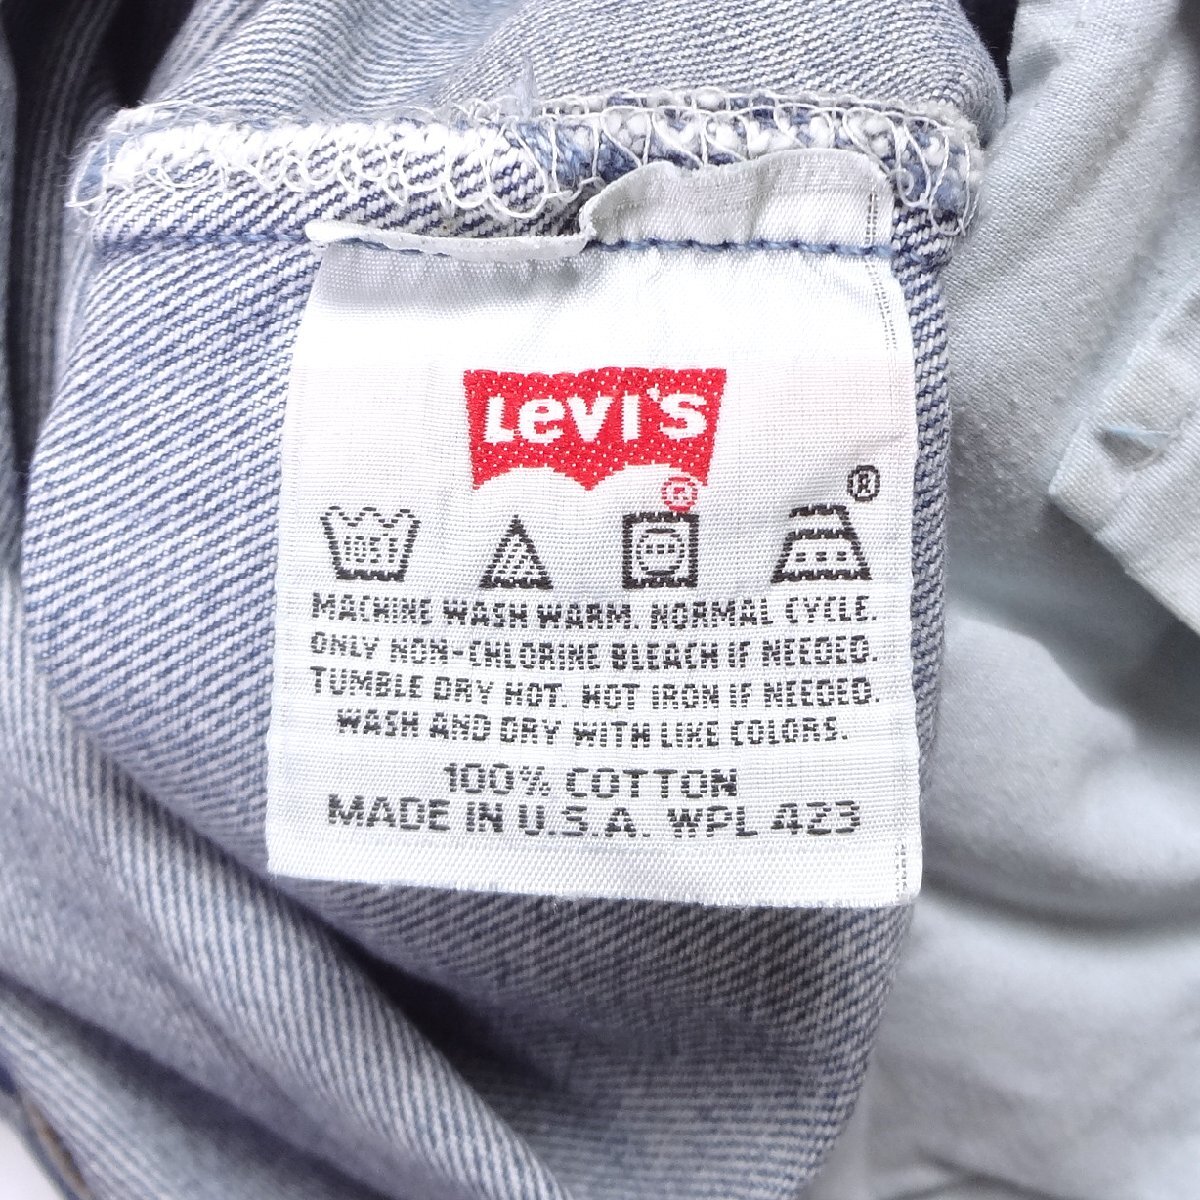 Levi's
®
®
105F
MACHINE WASH WARM. NORMAL CYCLE.
ONLY NON-CHLORINE BLEACH IF NEEDED.
TUMBLE DRY HOT. HOT IRON IF NEEDED.
WASH AND DRY WITH LIKE COLORS.
100% COTTON
MADE IN U.S.A. WPL 423